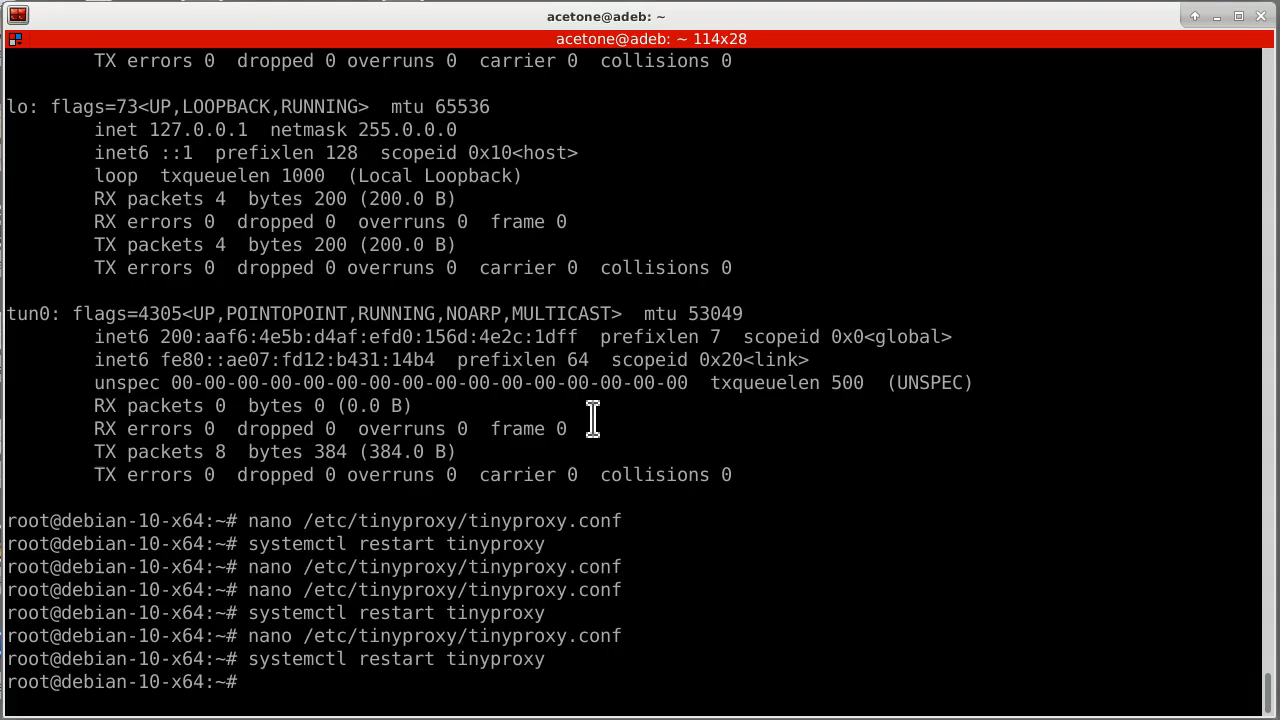 acetone@adeb: ~
acetone@adeb: ~ 114x28
TX errors 0  dropped 0 overruns 0  carrier 0  collisions 0
lo: flags=73<UP,LOOPBACK,RUNNING>  mtu 65536
inet 127.0.0.1  netmask 255.0.0.0
inet6 ::1  prefixlen 128  scopeid 0x10<host>
loop  txqueuelen 1000  (Local Loopback)
RX packets 4  bytes 200 (200.0 B)
RX errors 0  dropped 0  overruns 0  frame 0
TX packets 4  bytes 200 (200.0 B)
TX errors 0  dropped 0 overruns 0  carrier 0  collisions 0
tun0: flags=4305<UP,POINTOPOINT,RUNNING,NOARP,MULTICAST>  mtu 53049
inet6 200:aaf6:4e5b:d4af:efd0:156d:4e2c:1dff  prefixlen 7  scopeid 0x0<global>
inet6 fe80::ae07:fd12:b431:14b4  prefixlen 64  scopeid 0x20<link>
unspec 00-00-00-00-00-00-00-00-00-00-00-00-00-00-00-00  txqueuelen 500  (UNSPEC)
RX packets 0  bytes 0 (0.0 B)
RX errors 0  dropped 0  overruns 0  frame 0
TX packets 8  bytes 384 (384.0 B)
TX errors 0  dropped 0 overruns 0  carrier 0  collisions 0
root@debian-10-x64:~# nano /etc/tinyproxy/tinyproxy.conf
root@debian-10-x64:~# systemctl restart tinyproxy
root@debian-10-x64:~# nano /etc/tinyproxy/tinyproxy.conf
root@debian-10-x64:~# nano /etc/tinyproxy/tinyproxy.conf
root@debian-10-x64:~# systemctl restart tinyproxy
root@debian-10-x64:~# nano /etc/tinyproxy/tinyproxy.conf
root@debian-10-x64:~# systemctl restart tinyproxy
root@debian-10-x64:~#